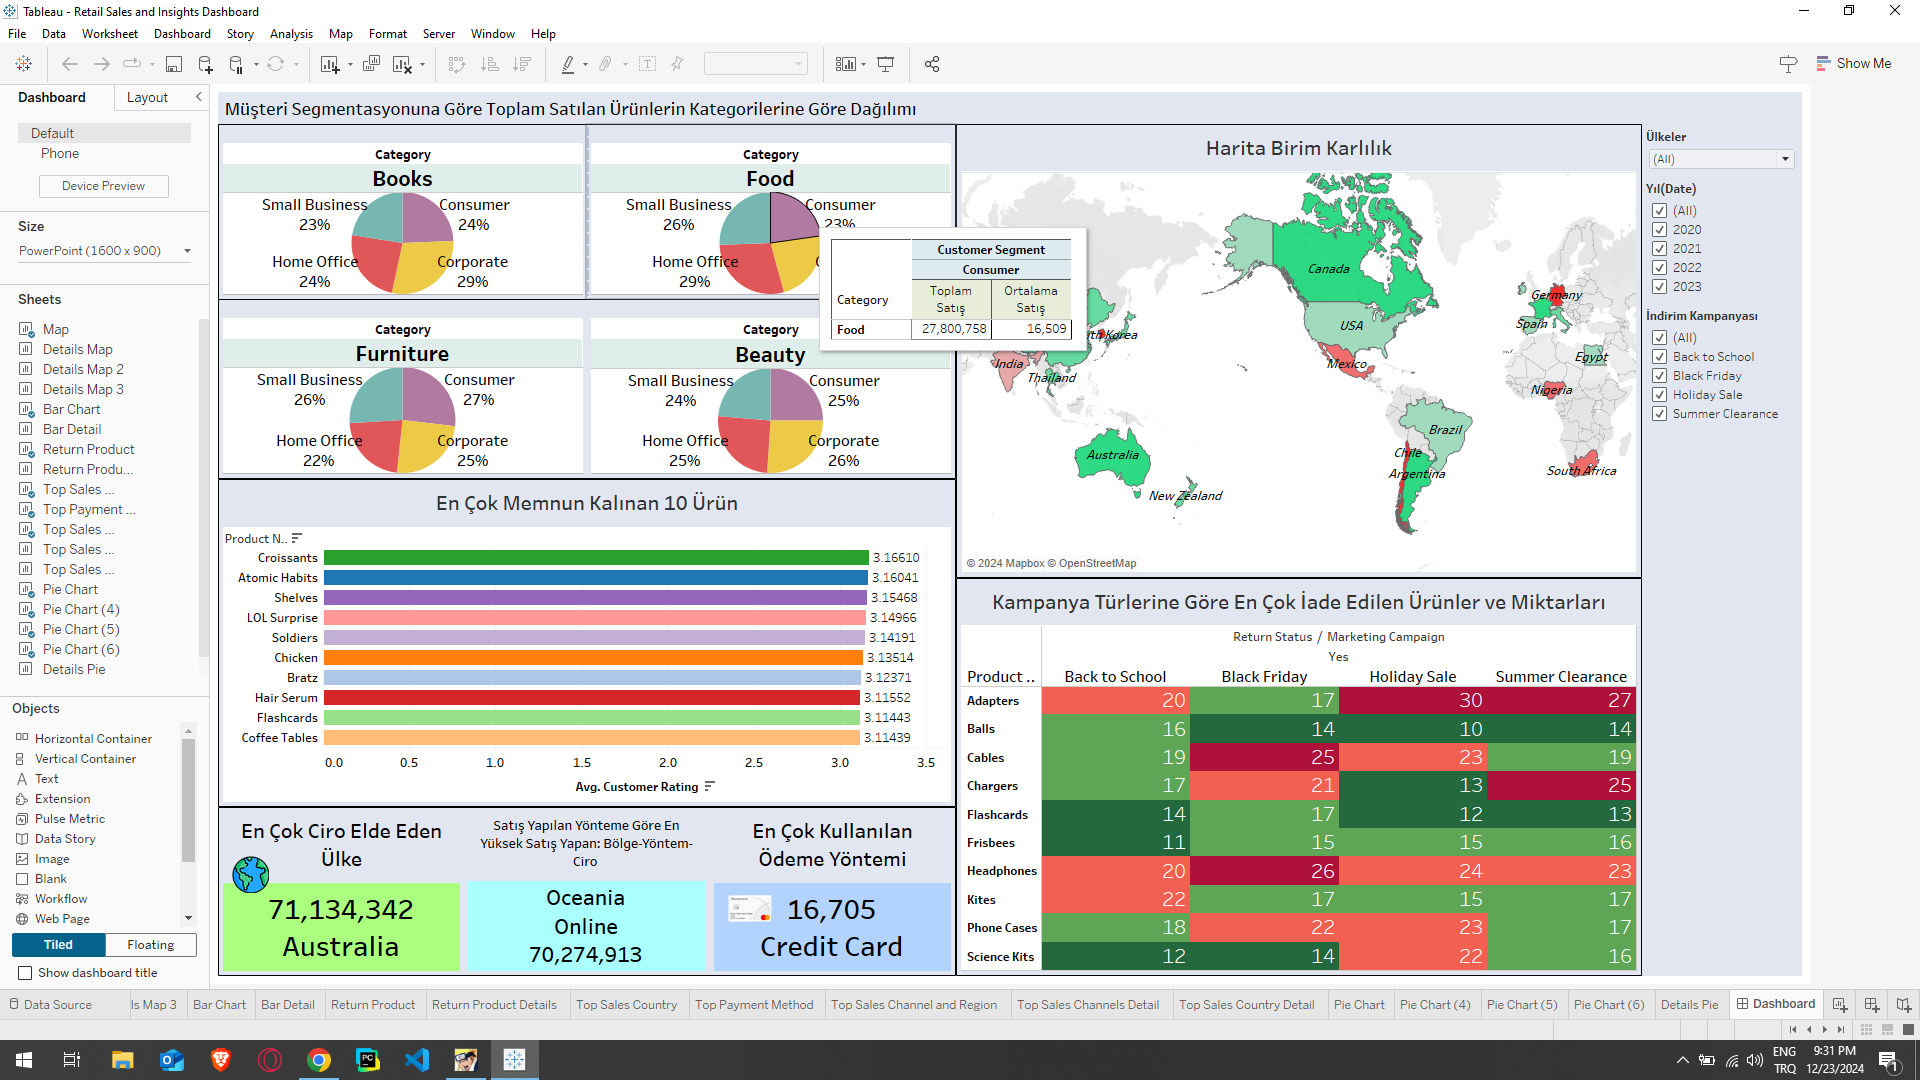 Tableau - Retail Sales and Insights Dashboard
File Data Worksheet Dashboard Story Analysis Map Format Server Window Help
Show Me
Dashboard Layout
Default
Phone
Device Preview
Size
PowerPoint (1600 x 900)
Sheets
Map
Details Map
Details Map 2
Details Map 3
Bar Chart
Bar Detail
Return Product
Return Produ...
Top Sales ...
Top Payment ...
Top Sales ...
Top Sales ...
Top Sales ...
Pie Chart
Pie Chart (4)
Pie Chart (5)
Pie Chart (6)
Details Pie
Objects
Horizontal Container
Vertical Container
Text
Extension
Pulse Metric
Data Story
Image
Blank
Workflow
Web Page
Tiled Floating
Show dashboard title
Müşteri Segmentasyonuna Göre Toplam Satılan Ürünlerin Kategorilerine Göre Dağılımı
Category
Books
Small Business
23%
Consumer
24%
Home Office
24%
Corporate
29%
Category
Food
Small Business
26%
Consumer
23%
Home Office
29%
Customer Segment
Consumer
Category
Toplam
Satış
Ortalama
Satış
Food 27,800,758 16,509
Category
Furniture
Small Business
26%
Consumer
27%
Home Office
22%
Corporate
25%
Category
Beauty
Small Business
24%
Consumer
25%
Home Office
25%
Corporate
26%
En Çok Memnun Kalınan 10 Ürün
Product N..
Croissants 3.16610
Atomic Habits 3.16041
Shelves 3.15468
LOL Surprise 3.14966
Soldiers 3.14191
Chicken 3.13514
Bratz 3.12371
Hair Serum 3.11552
Flashcards 3.11443
Coffee Tables 3.11439
0.0 0.5 1.0 1.5 2.0 2.5 3.0 3.5
Avg. Customer Rating
En Çok Ciro Elde Eden
Ülke
71,134,342
Australia
Satış Yapılan Yönteme Göre En
Yüksek Satış Yapan: Bölge-Yöntem-
Ciro
Oceania
Online
70,274,913
En Çok Kullanılan
Ödeme Yöntemi
16,705
Credit Card
Harita Birim Karlılık
Canada
Germany
USA
Spain
th Korea
India
Thailand
Mexico
Egypt
Nigeria
Brazil
Australia
Chile
Argentina
South Africa
New Zealand
© 2024 Mapbox © OpenStreetMap
Kampanya Türlerine Göre En Çok İade Edilen Ürünler ve Miktarları
Return Status / Marketing Campaign
Yes
Product .. Back to School Black Friday Holiday Sale Summer Clearance
Adapters 20 17 30 27
Balls 16 14 10 14
Cables 19 25 23 19
Chargers 17 21 13 25
Flashcards 14 17 12 13
Frisbees 11 15 15 16
Headphones 20 26 24 23
Kites 22 17 15 17
Phone Cases 18 22 23 17
Science Kits 12 14 22 16
Ülkeler
(All)
Yıl(Date)
(All)
2020
2021
2022
2023
İndirim Kampanyası
(All)
Back to School
Black Friday
Holiday Sale
Summer Clearance
Data Source ls Map 3 Bar Chart Bar Detail Return Product Return Product Details Top Sales Country Top Payment Method Top Sales Channel and Region Top Sales Channels Detail Top Sales Country Detail Pie Chart Pie Chart (4) Pie Chart (5) Pie Chart (6) Details Pie Dashboard
ENG
TRQ
9:31 PM
12/23/2024
1